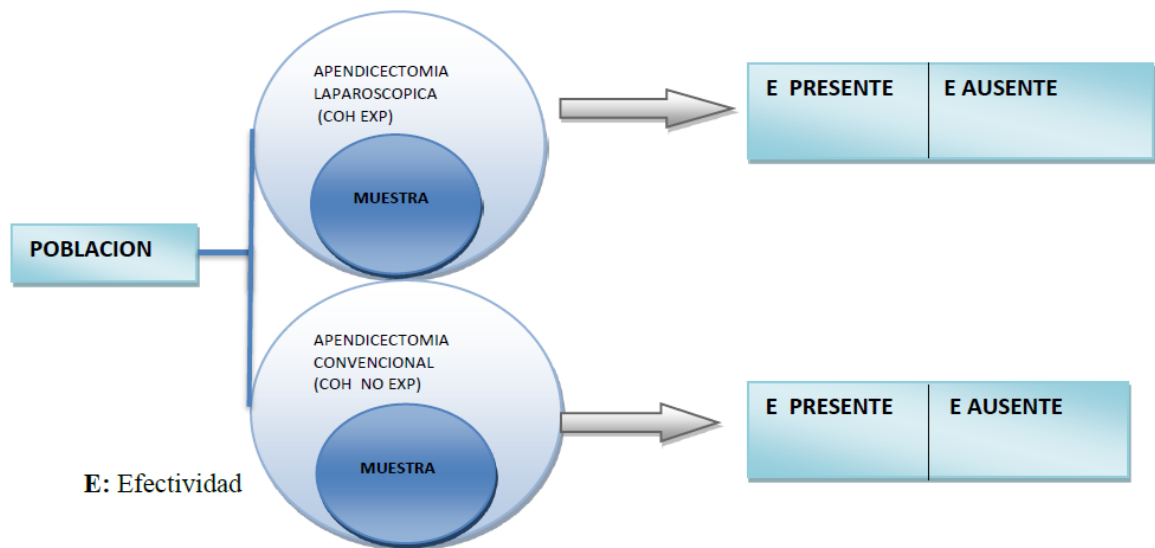 APENDICECTOMIA
LAPAROSCOPICA
(COH EXP)
MUESTRA
E PRESENTE
E AUSENTE
POBLACION
APENDICECTOMIA
CONVENCIONAL
(COH NO EXP)
MUESTRA
E PRESENTE
E AUSENTE
E: Efectividad